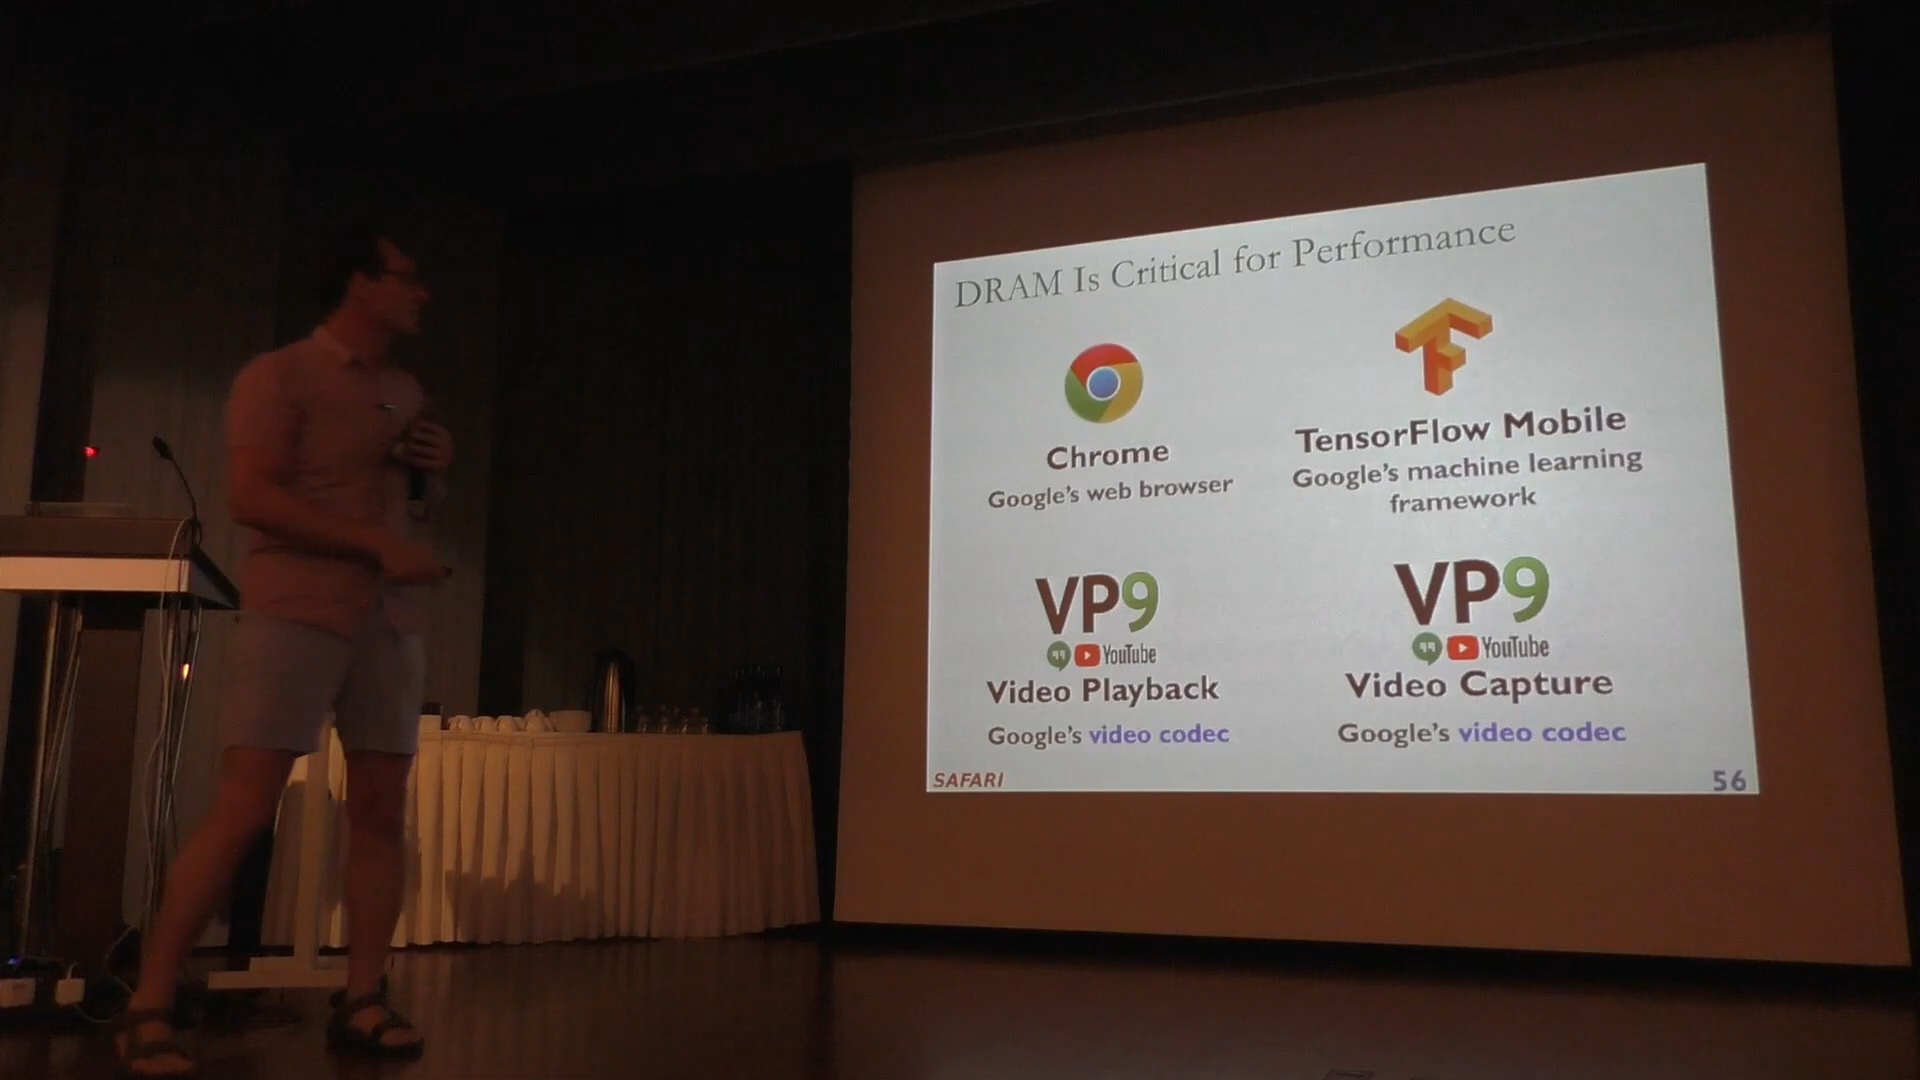 DRAM Is Critical for Performance
Chrome
Google's web browser
TensorFlow Mobile
Google's machine learning
framework
VP9
YouTube
Video Playback
Google's video codec
VP9
YouTube
Video Capture
Google's video codec
SAFARI
56